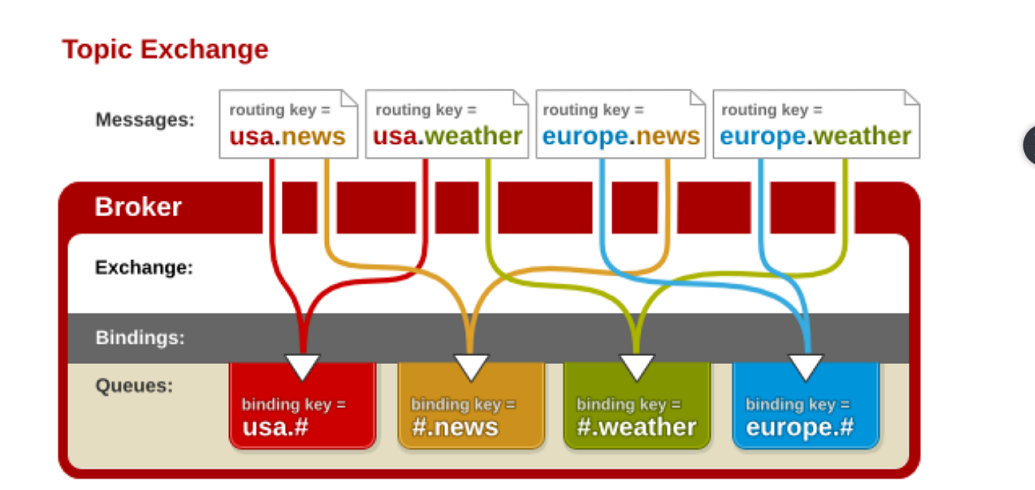 Topic Exchange
Messages:
routing key =
usa.news
routing key =
usa.weather
routing key =
europe.news
routing key =
europe.weather
Broker
Exchange:
Bindings:
Queues:
binding key =
usa.#
binding key =
#.news
binding key =
#.weather
binding key =
europe.#